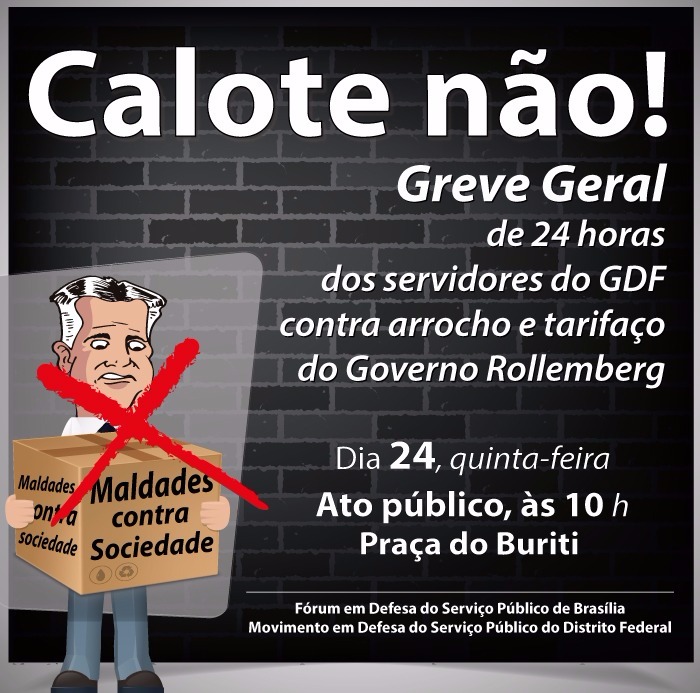 Calote não!
Greve Geral
de 24 horas
dos servidores do GDF
contra arrocho e tarifaço
do Governo Rollemberg
Dia 24, quinta-feira
Ato público, às 10 h
Praça do Buriti
Maldades
contra
sociedade
Maldades
contra
Sociedade
Fórum em Defesa do Serviço Público de Brasília
Movimento em Defesa do Serviço Público do Distrito Federal